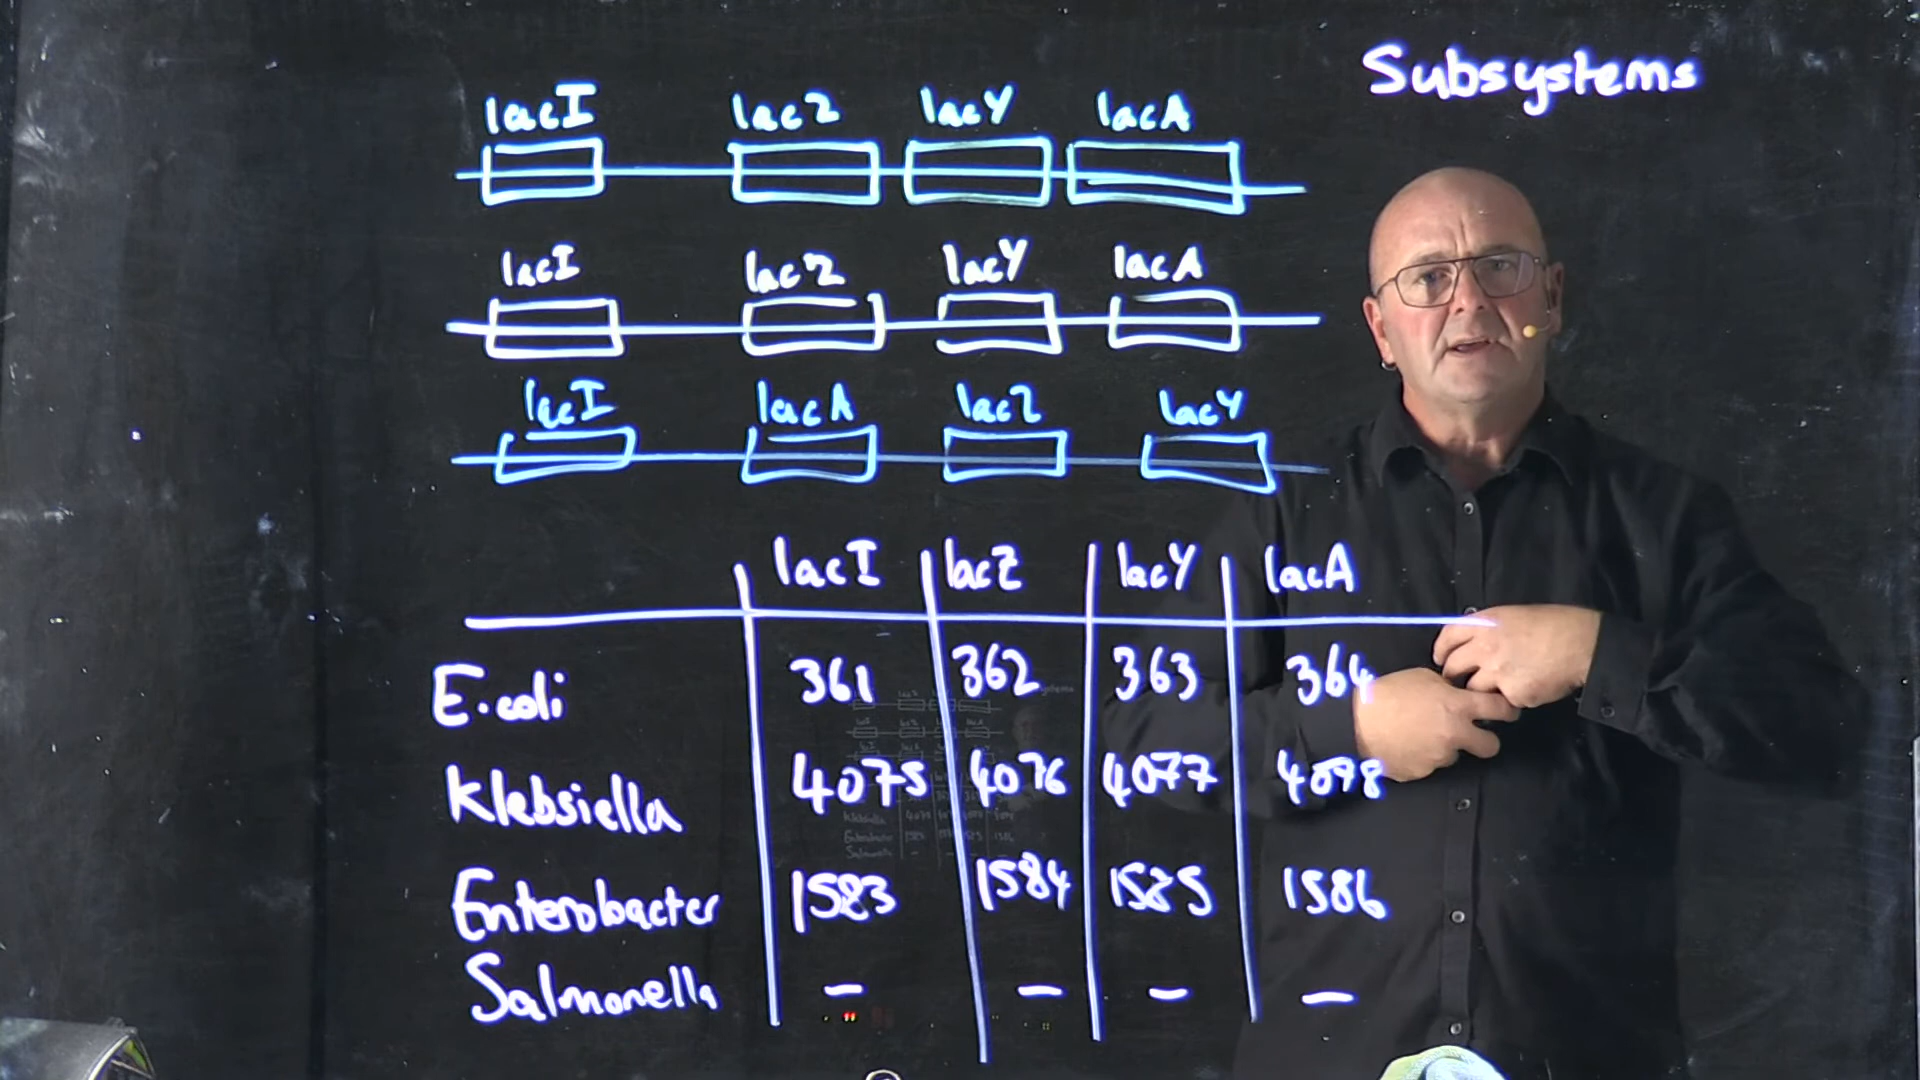 Subsystems
lacI lacZ lacY lacA
lacI lacZ lacY lacA
lacI lacA lacZ lacY
lacI lacZ lacY lacA
E.coli 361 362 363 364
Klebsiella 4075 4076 4077 4078
Enterobacter 1583 1584 1585 1586
Salmonella – – – –